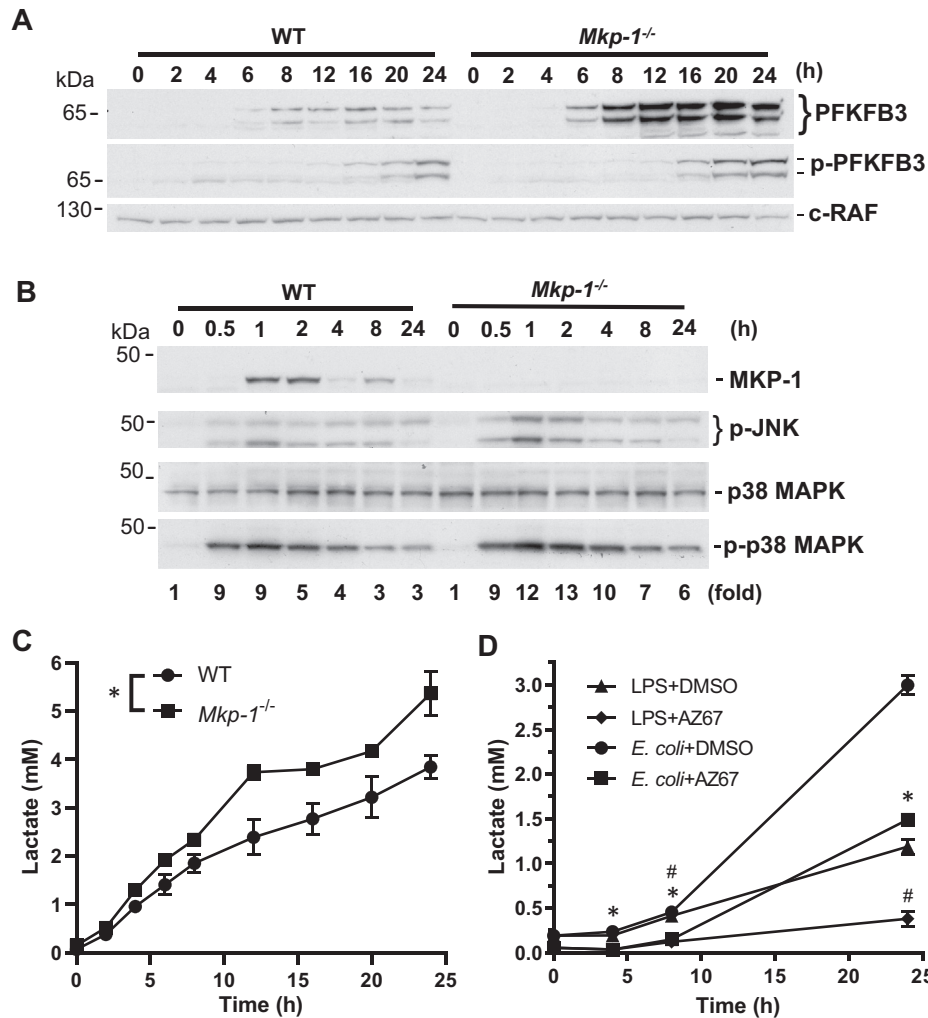 A
WT Mkp-1-/-
kDa 0 2 4 6 8 12 16 20 24 0 2 4 6 8 12 16 20 24 (h)
65 PFKFB3
p-PFKFB3
65
130 c-RAF
B
WT Mkp-1-/-
kDa 0 0.5 1 2 4 8 24 0 0.5 1 2 4 8 24 (h)
50
MKP-1
50 p-JNK
50
p38 MAPK
50
p-p38 MAPK
1 9 9 5 4 3 3 1 9 12 13 10 7 6 (fold)
C
6
5
4
3
2
1
0
Lactate (mM)
* WT
Mkp-1-/-
0 5 10 15 20 25
Time (h)
D
3.0
2.5
2.0
1.5
1.0
0.5
0.0
Lactate (mM)
LPS+DMSO
LPS+AZ67
E. coli+DMSO
E. coli+AZ67
*
#
*
*
#
0 5 10 15 20 25
Time (h)